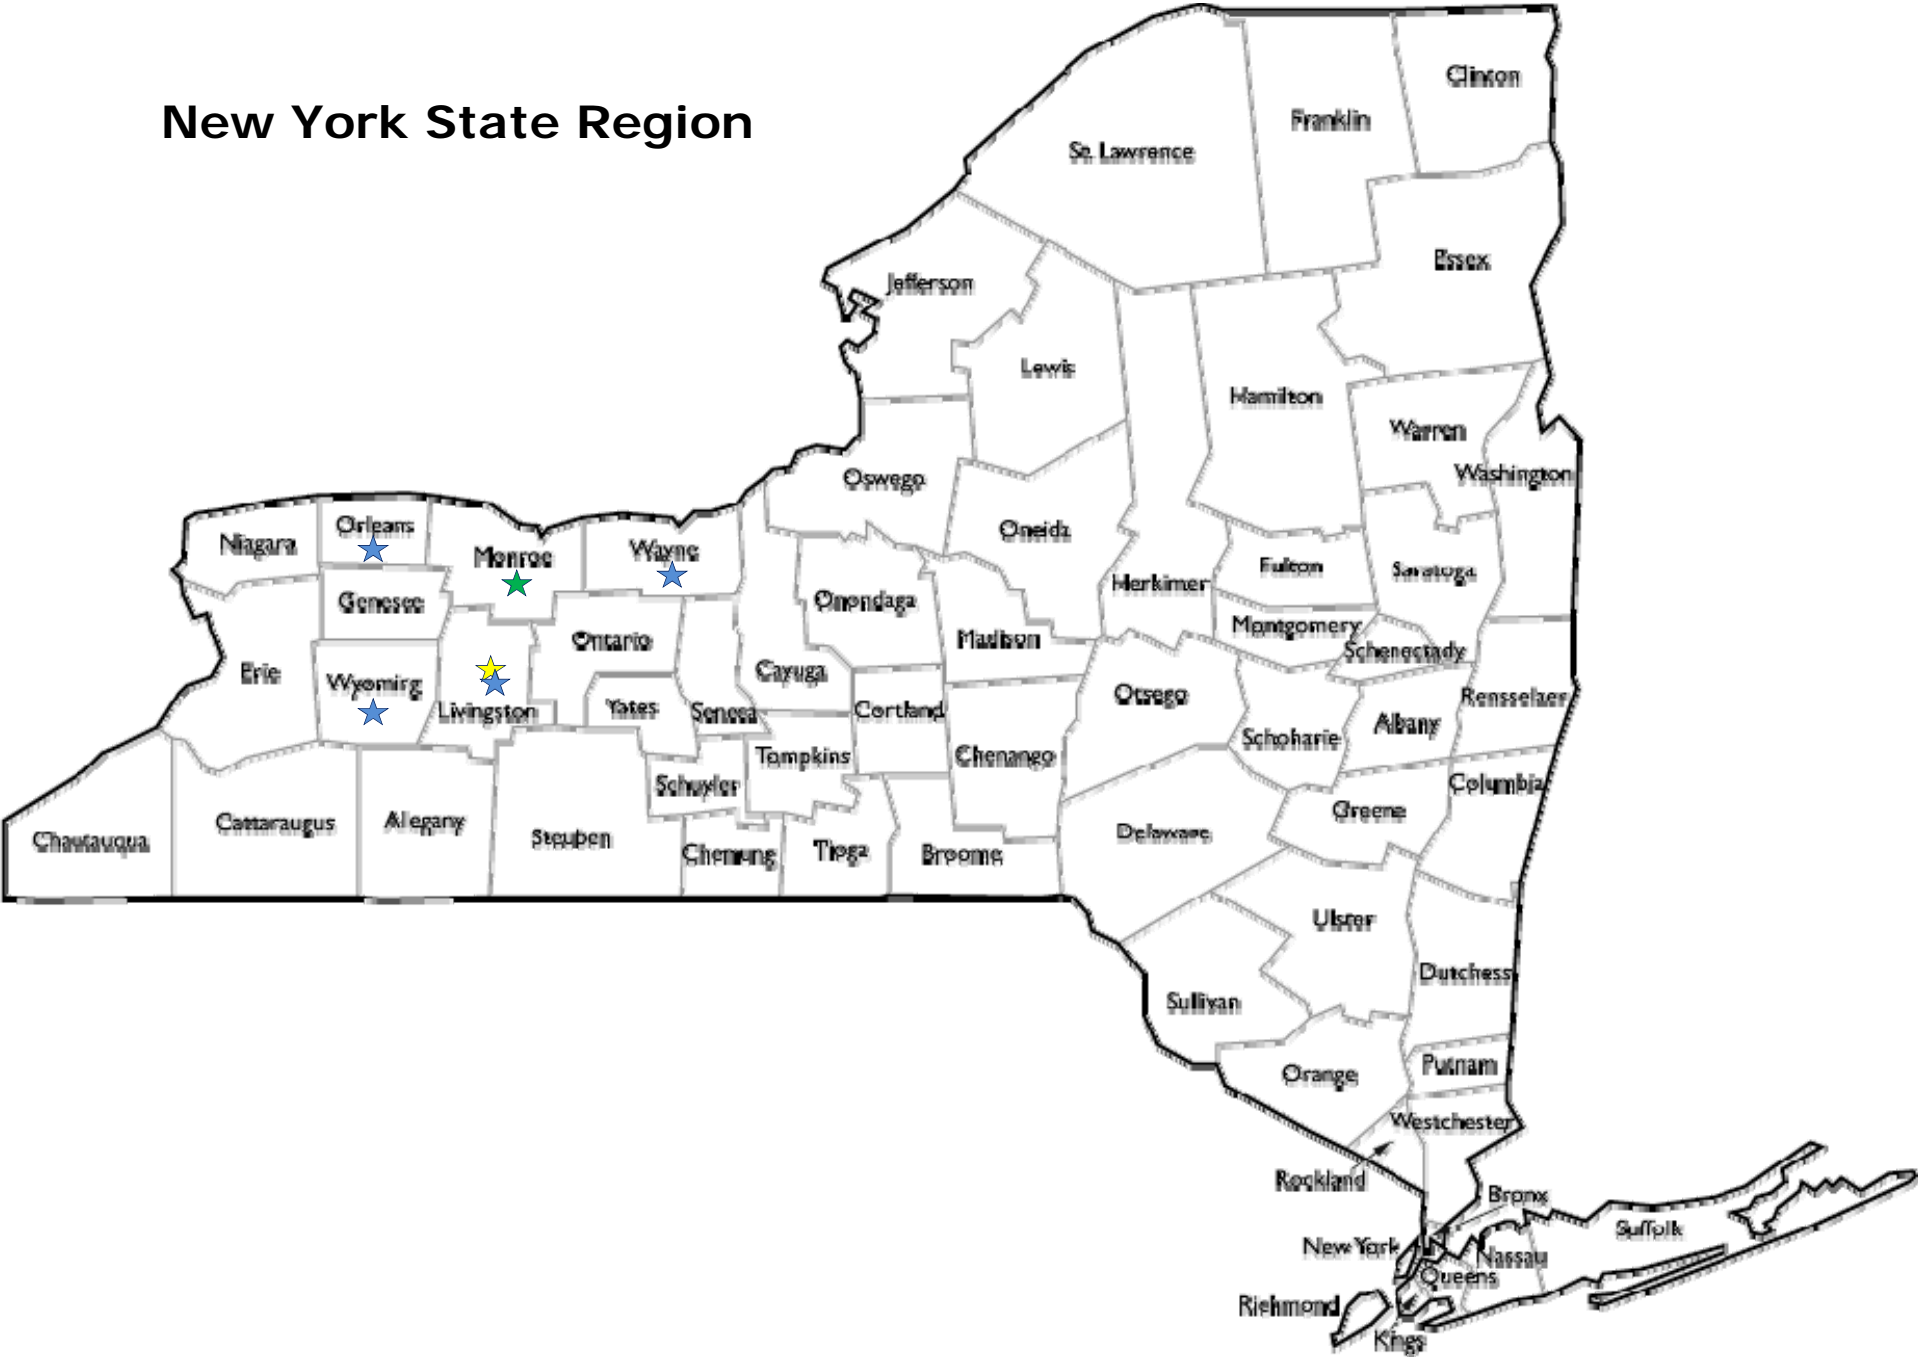 New York State Region
Clinton
Franklin
St. Lawrence
Essex
Jefferson
Lewis
Hamilton
Warren
Washington
Oswego
Orleans
Niagara
Monroe
Wayne
Oneida
Herkimer
Fulton
Saratoga
Genesee
Onondaga
Madison
Montgomery
Schenectady
Ontario
Erie
Wyoming
Livingston
Yates
Seneca
Cayuga
Cortland
Otsego
Schoharie
Albany
Rensselaer
Chenango
Tompkins
Schuyler
Columbia
Greene
Chautauqua
Cattaraugus
Allegany
Steuben
Chemung
Tioga
Broome
Delaware
Ulster
Dutchess
Sullivan
Orange
Putnam
Westchester
Rockland
Bronx
New York
Nassau
Suffolk
Queens
Richmond
Kings